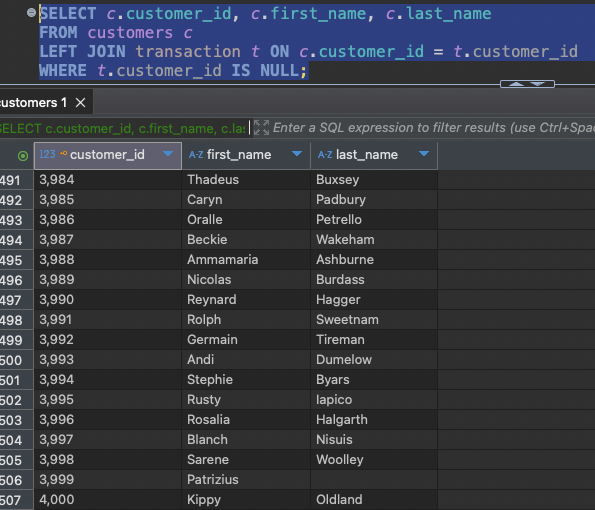 SELECT c.customer_id, c.first_name, c.last_name
FROM customers c
LEFT JOIN transaction t ON c.customer_id = t.customer_id
WHERE t.customer_id IS NULL;
ustomers 1 ×
SELECT c.customer_id, c.first_name, c.las Enter a SQL expression to filter results (use Ctrl+Spac
123 customer_id A-Z first_name A-Z last_name
491 3,984 Thadeus Buxsey
492 3,985 Caryn Padbury
493 3,986 Oralle Petrello
494 3,987 Beckie Wakeham
495 3,988 Ammamaria Ashburne
496 3,989 Nicolas Burdass
497 3,990 Reynard Hagger
498 3,991 Rolph Sweetnam
499 3,992 Germain Tireman
500 3,993 Andi Dumelow
501 3,994 Stephie Byars
502 3,995 Rusty Iapico
503 3,996 Rosalia Halgarth
504 3,997 Blanch Nisuis
505 3,998 Sarene Woolley
506 3,999 Patrizius
507 4,000 Kippy Oldland